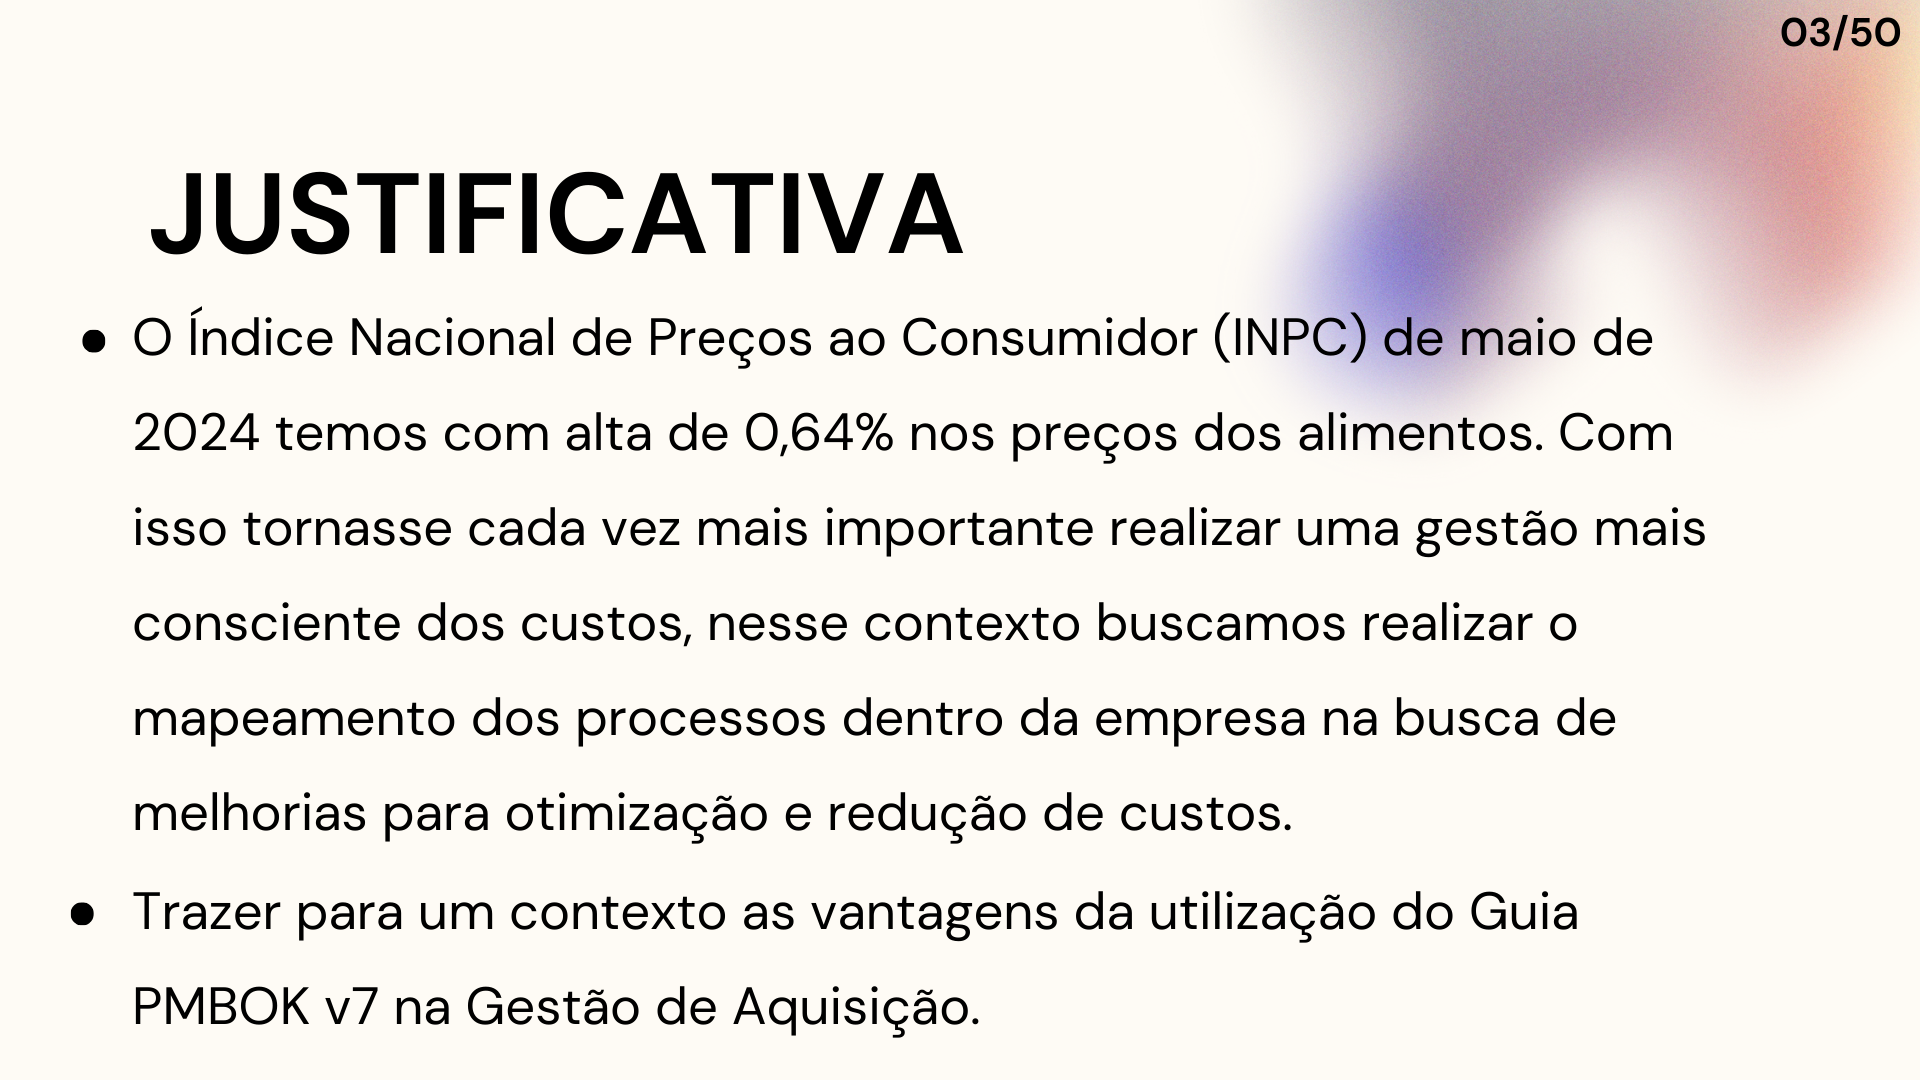 03/50
JUSTIFICATIVA
• O Índice Nacional de Preços ao Consumidor (INPC) de maio de
2024 temos com alta de 0,64% nos preços dos alimentos. Com
isso tornasse cada vez mais importante realizar uma gestão mais
consciente dos custos, nesse contexto buscamos realizar o
mapeamento dos processos dentro da empresa na busca de
melhorias para otimização e redução de custos.
• Trazer para um contexto as vantagens da utilização do Guia
PMBOK v7 na Gestão de Aquisição.